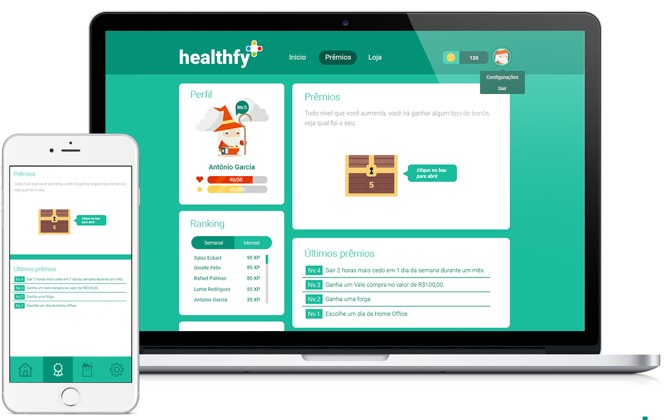 healthfy
Inicio
Prêmios
Loja
120
Configurações
Sair
Perfil
Nv.5
Antônio Garcia
40/50
Ranking
Semanal
Mensal
Sylas Eckart 95 XP
Giselle Felix 85 XP
Rafael Palmas 80 XP
Luma Rodrigues 55 XP
Antonio Garcia 30 XP
Prêmios
Todo nível que você aumenta, você irá ganhar algum tipo de bonús,
veja qual foi o seu:
5
Clique no bau
para abrir
Últimos prêmios
Nv.4 Sair 2 horas mais cedo em 1 dia da semana durante um mês.
Nv.3 Ganha um Vale compra no valor de R$100,00.
Nv.2 Ganha uma folga
Nv.1 Escolhe um dia de Home Office
Prêmios
Todo nível que você aumenta, você irá ganhar algum tipo de bonús,
veja qual foi o seu:
5
Clique no bau
para abrir
Últimos prêmios
Nv.4 Sair 2 horas mais cedo em 1 dia da semana durante um mês.
Nv.3 Ganha um Vale compra no valor de R$100,00.
Nv.2 Ganha uma folga
Nv.1 Escolhe um dia de Home Office